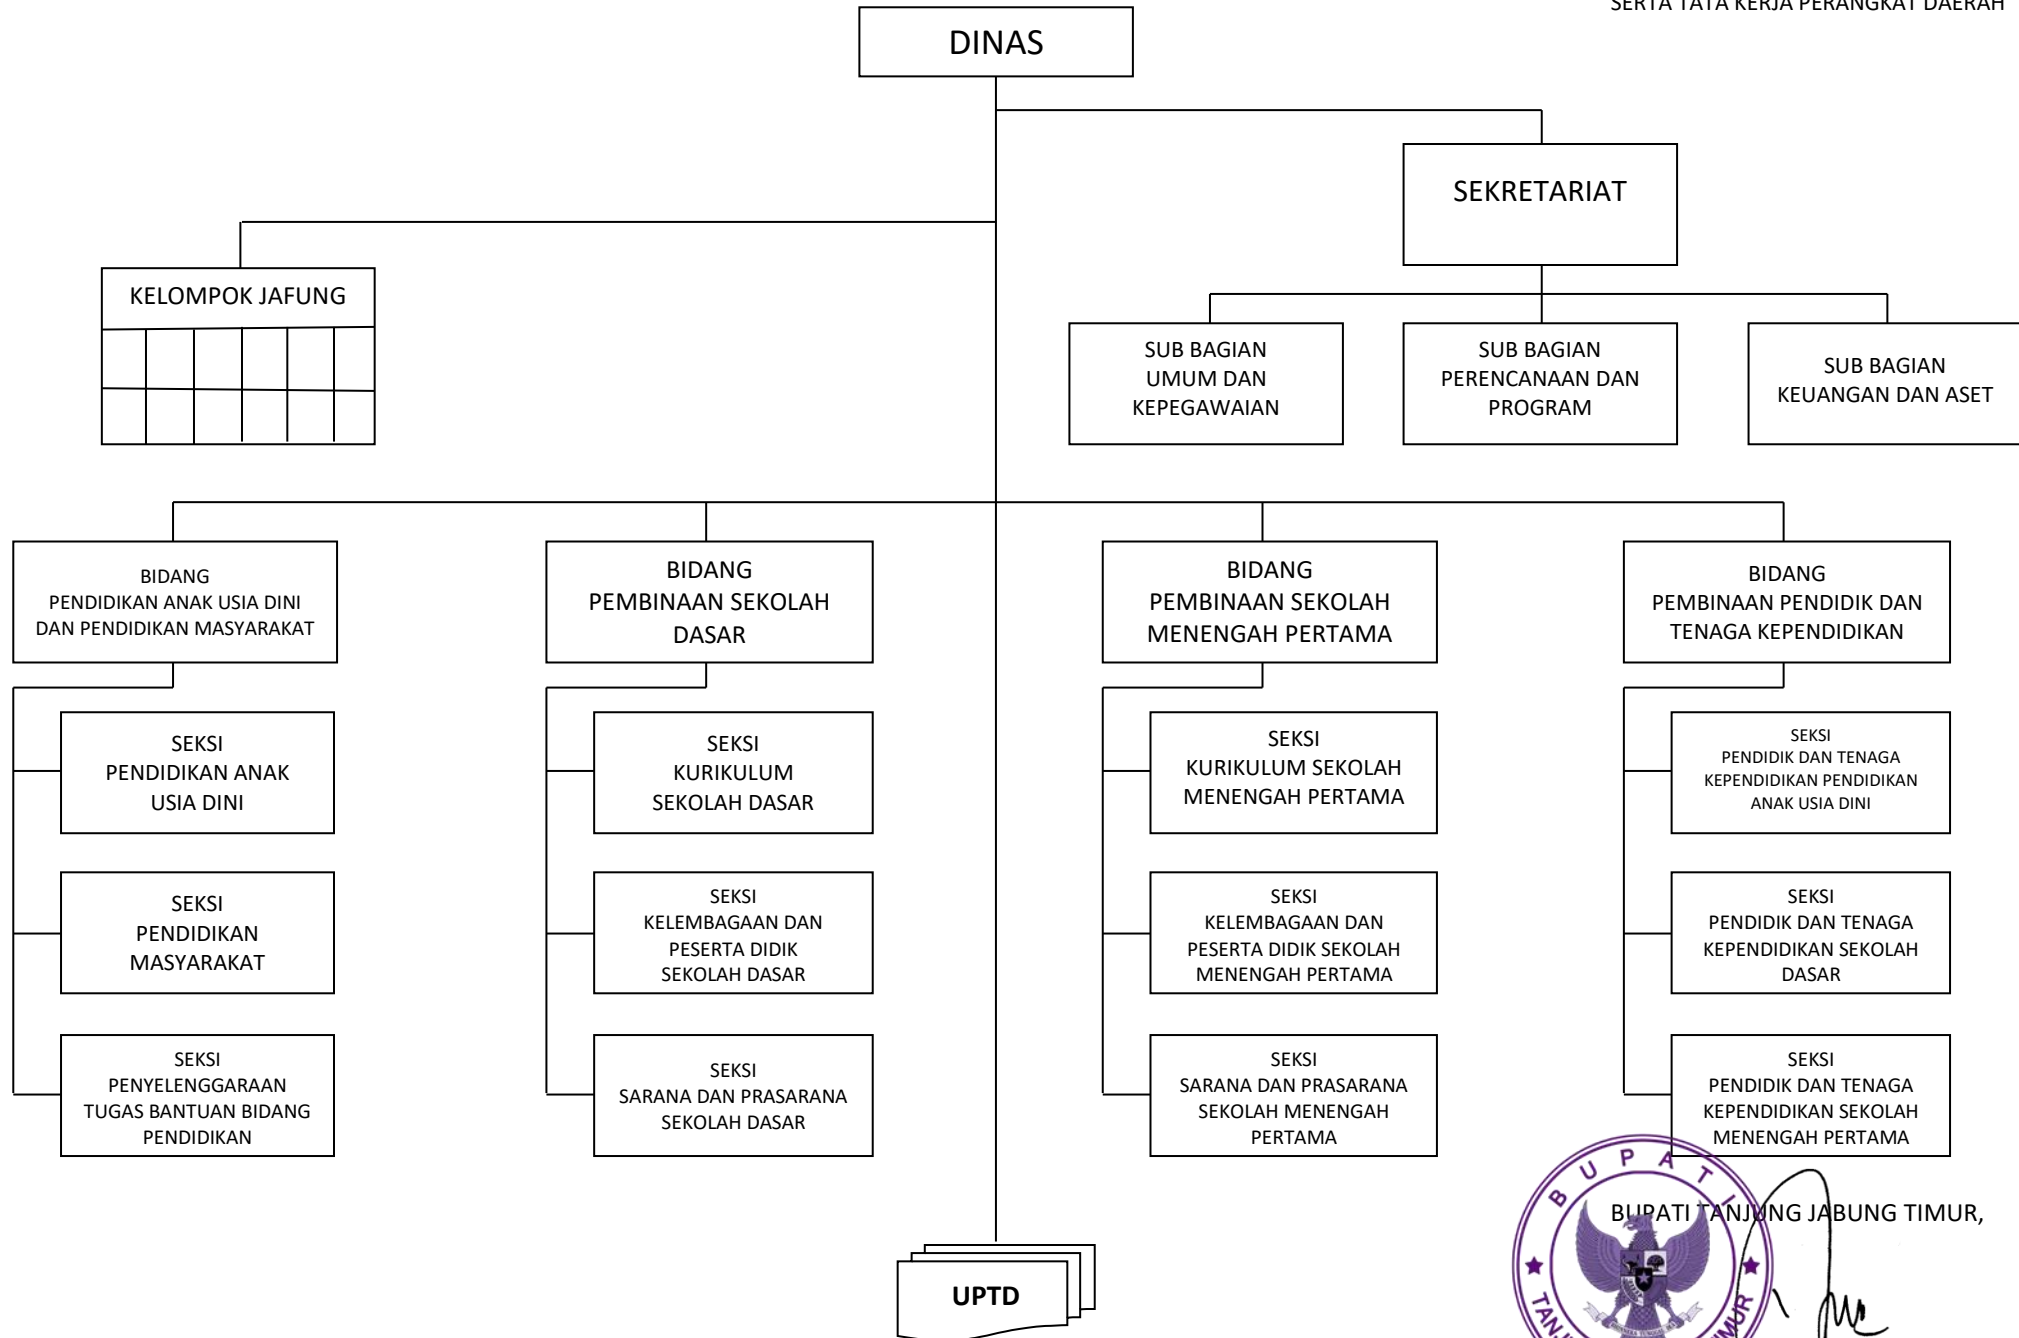 SERTA TATA KERJA PERANGKAT DAERAH
DINAS
SEKRETARIAT
KELOMPOK JAFUNG
SUB BAGIAN
UMUM DAN
KEPEGAWAIAN
SUB BAGIAN
PERENCANAAN DAN
PROGRAM
SUB BAGIAN
KEUANGAN DAN ASET
BIDANG
PENDIDIKAN ANAK USIA DINI
DAN PENDIDIKAN MASYARAKAT
BIDANG
PEMBINAAN SEKOLAH
DASAR
BIDANG
PEMBINAAN SEKOLAH
MENENGAH PERTAMA
BIDANG
PEMBINAAN PENDIDIK DAN
TENAGA KEPENDIDIKAN
SEKSI
PENDIDIKAN ANAK
USIA DINI
SEKSI
KURIKULUM
SEKOLAH DASAR
SEKSI
KURIKULUM SEKOLAH
MENENGAH PERTAMA
SEKSI
PENDIDIK DAN TENAGA
KEPENDIDIKAN PENDIDIKAN
ANAK USIA DINI
SEKSI
PENDIDIKAN
MASYARAKAT
SEKSI
KELEMBAGAAN DAN
PESERTA DIDIK
SEKOLAH DASAR
SEKSI
KELEMBAGAAN DAN
PESERTA DIDIK SEKOLAH
MENENGAH PERTAMA
SEKSI
PENDIDIK DAN TENAGA
KEPENDIDIKAN SEKOLAH
DASAR
SEKSI
PENYELENGGARAAN
TUGAS BANTUAN BIDANG
PENDIDIKAN
SEKSI
SARANA DAN PRASARANA
SEKOLAH DASAR
SEKSI
SARANA DAN PRASARANA
SEKOLAH MENENGAH
PERTAMA
SEKSI
PENDIDIK DAN TENAGA
KEPENDIDIKAN SEKOLAH
MENENGAH PERTAMA
BUPATI TANJUNG JABUNG TIMUR,
BUPATI
UPTD